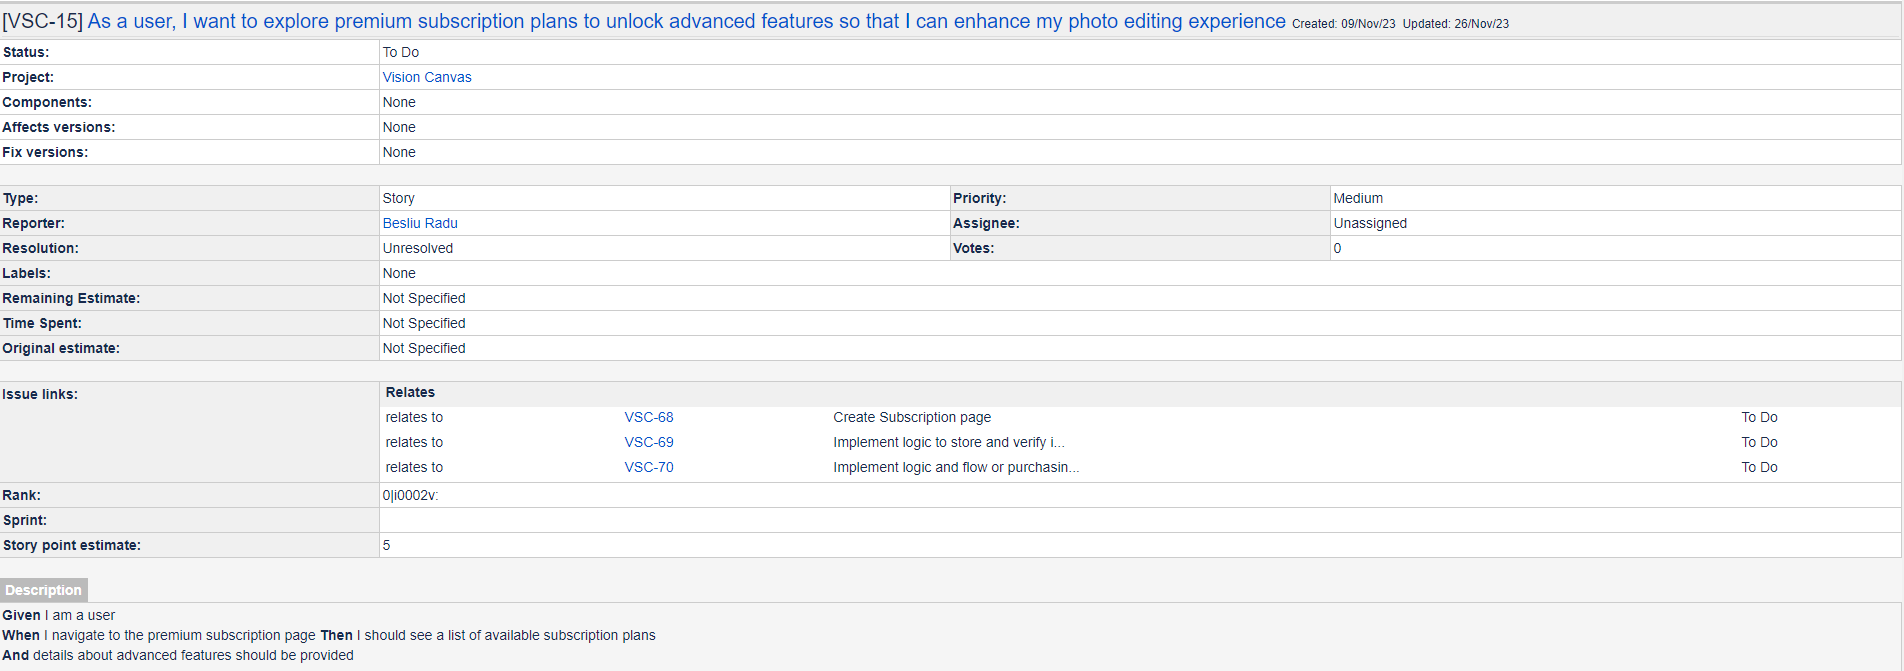 [VSC-15] As a user, I want to explore premium subscription plans to unlock advanced features so that I can enhance my photo editing experience Created: 09/Nov/23 Updated: 26/Nov/23
Status: To Do
Project: Vision Canvas
Components: None
Affects versions: None
Fix versions: None
Type: Story Priority: Medium
Reporter: Besliu Radu Assignee: Unassigned
Resolution: Unresolved Votes: 0
Labels: None
Remaining Estimate: Not Specified
Time Spent: Not Specified
Original estimate: Not Specified
Issue links: Relates
relates to VSC-68 Create Subscription page To Do
relates to VSC-69 Implement logic to store and verify i... To Do
relates to VSC-70 Implement logic and flow or purchasin... To Do
Rank: 0|i0002v:
Sprint:
Story point estimate: 5
Description
Given I am a user
When I navigate to the premium subscription page Then I should see a list of available subscription plans
And details about advanced features should be provided